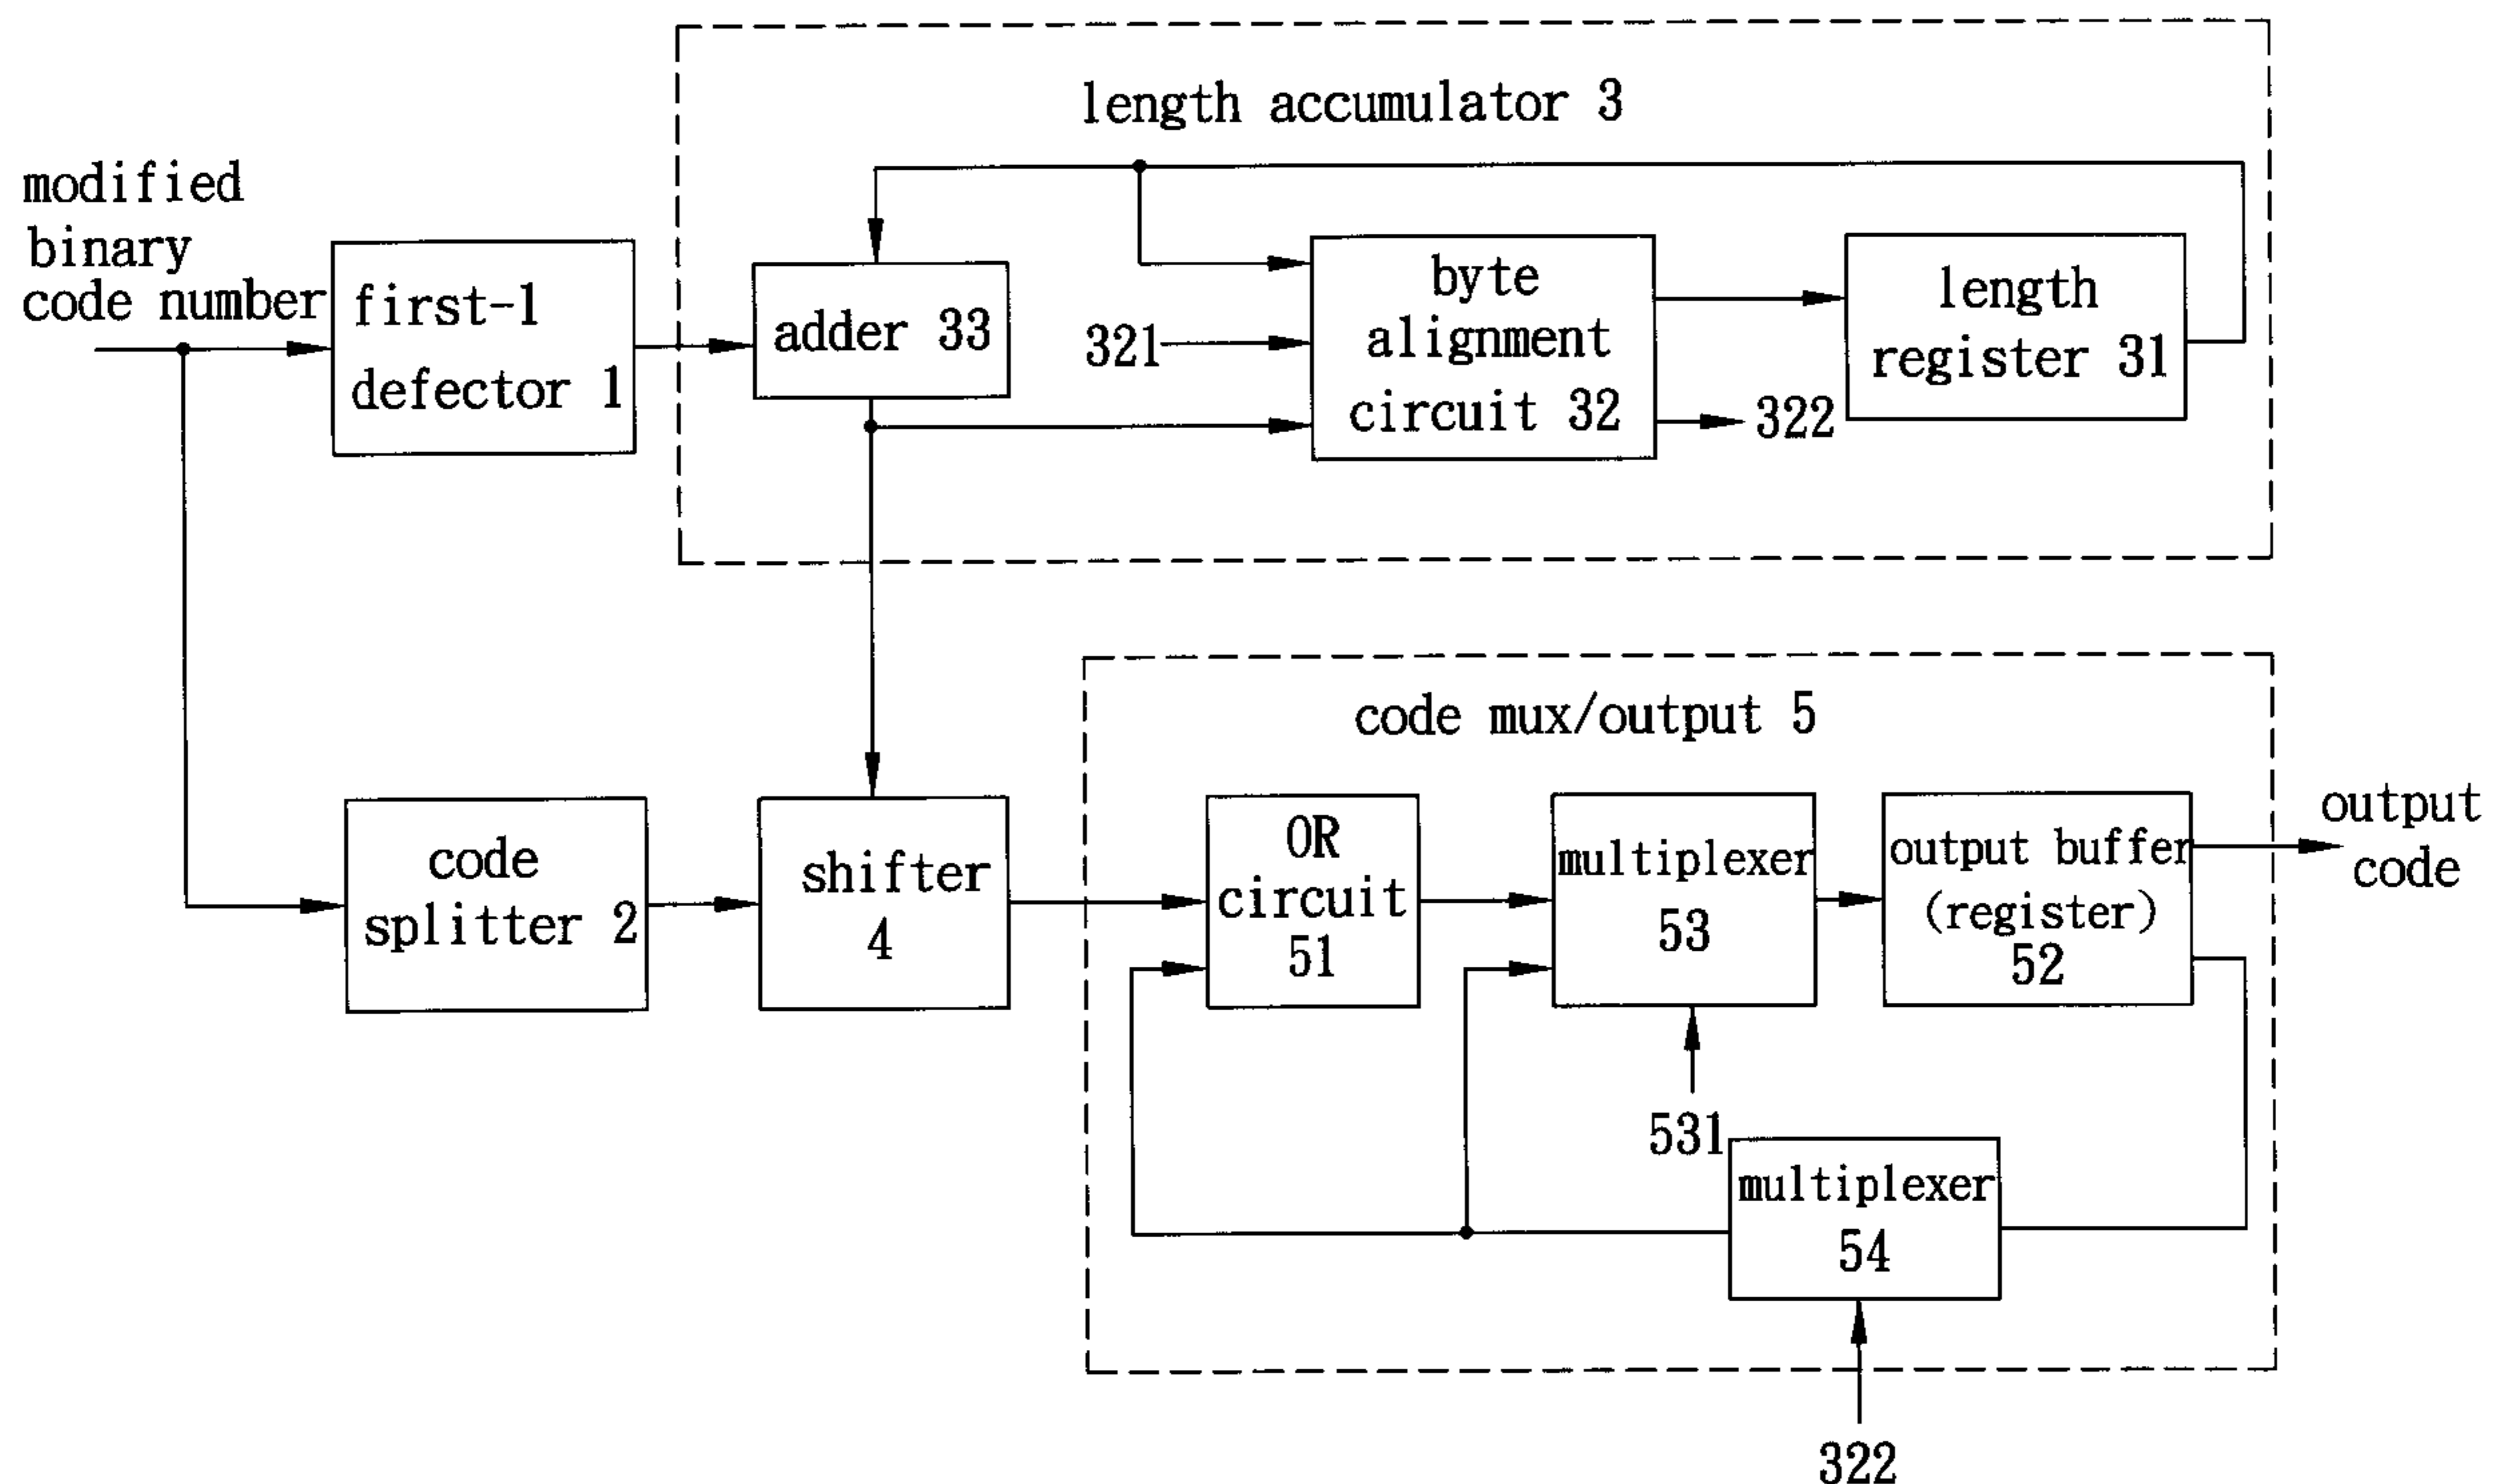 length accumulator 3
modified
binary
code number
first-1
defector 1
adder 33
321
byte
alignment
circuit 32
322
length
register 31
code mux/output 5
code
splitter 2
shifter
4
OR
circuit
51
multiplexer
53
531
output buffer
(register)
52
output
code
multiplexer
54
322